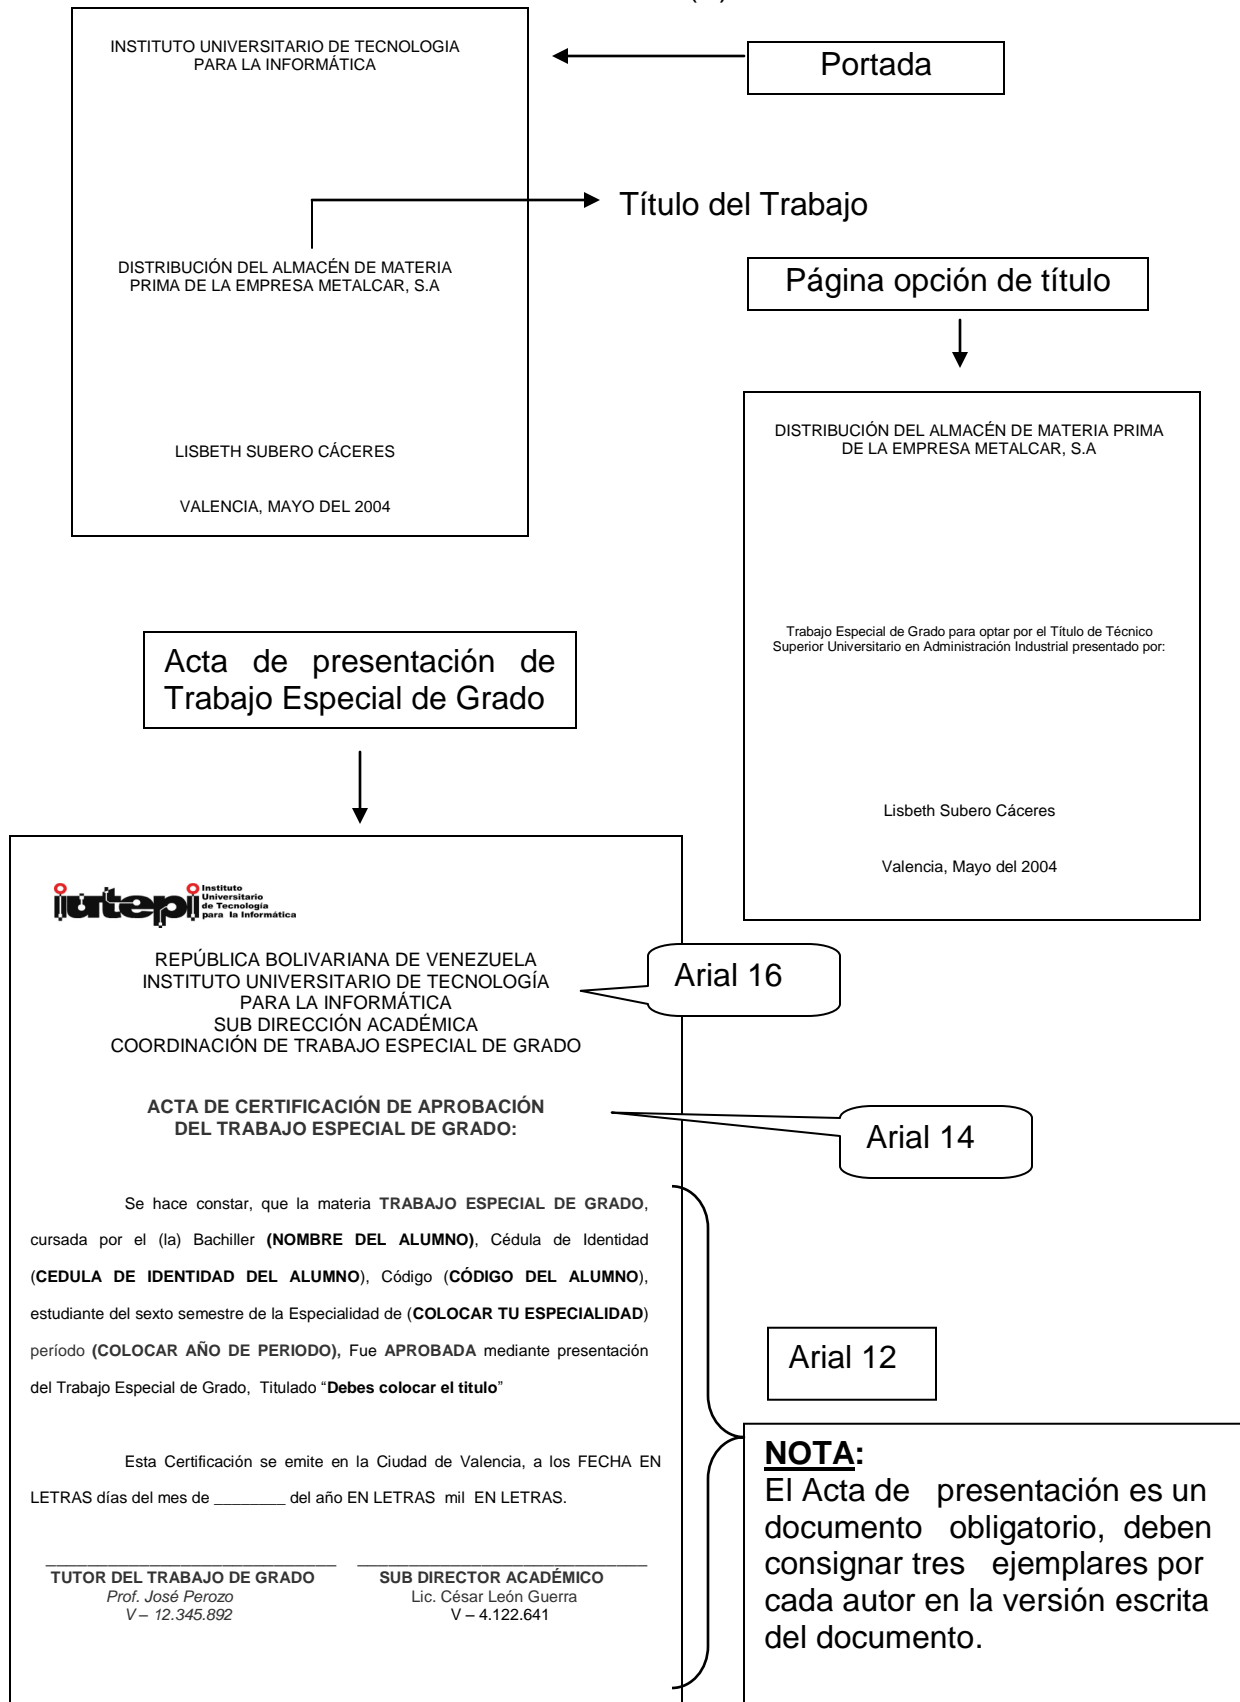 INSTITUTO UNIVERSITARIO DE TECNOLOGIA
PARA LA INFORMÁTICA
Portada
Título del Trabajo
DISTRIBUCIÓN DEL ALMACÉN DE MATERIA
PRIMA DE LA EMPRESA METALCAR, S.A
Página opción de título
LISBETH SUBERO CÁCERES
VALENCIA, MAYO DEL 2004
DISTRIBUCIÓN DEL ALMACÉN DE MATERIA PRIMA
DE LA EMPRESA METALCAR, S.A
Trabajo Especial de Grado para optar por el Título de Técnico
Superior Universitario en Administración Industrial presentado por:
Lisbeth Subero Cáceres
Valencia, Mayo del 2004
Acta de presentación de
Trabajo Especial de Grado
iutepi
Instituto
Universitario
de Tecnología
para la Informática
REPÚBLICA BOLIVARIANA DE VENEZUELA
INSTITUTO UNIVERSITARIO DE TECNOLOGÍA
PARA LA INFORMÁTICA
SUB DIRECCIÓN ACADÉMICA
COORDINACIÓN DE TRABAJO ESPECIAL DE GRADO
Arial 16
ACTA DE CERTIFICACIÓN DE APROBACIÓN
DEL TRABAJO ESPECIAL DE GRADO:
Arial 14
Se hace constar, que la materia TRABAJO ESPECIAL DE GRADO,
cursada por el (la) Bachiller (NOMBRE DEL ALUMNO), Cédula de Identidad
(CEDULA DE IDENTIDAD DEL ALUMNO), Código (CÓDIGO DEL ALUMNO),
estudiante del sexto semestre de la Especialidad de (COLOCAR TU ESPECIALIDAD)
período (COLOCAR AÑO DE PERIODO), Fue APROBADA mediante presentación
del Trabajo Especial de Grado, Titulado “Debes colocar el titulo”
Arial 12
Esta Certificación se emite en la Ciudad de Valencia, a los FECHA EN
LETRAS días del mes de ________ del año EN LETRAS mil EN LETRAS.
TUTOR DEL TRABAJO DE GRADO
Prof. José Perozo
V – 12.345.892
SUB DIRECTOR ACADÉMICO
Lic. César León Guerra
V – 4.122.641
NOTA:
El Acta de presentación es un
documento obligatorio, deben
consignar tres ejemplares por
cada autor en la versión escrita
del documento.